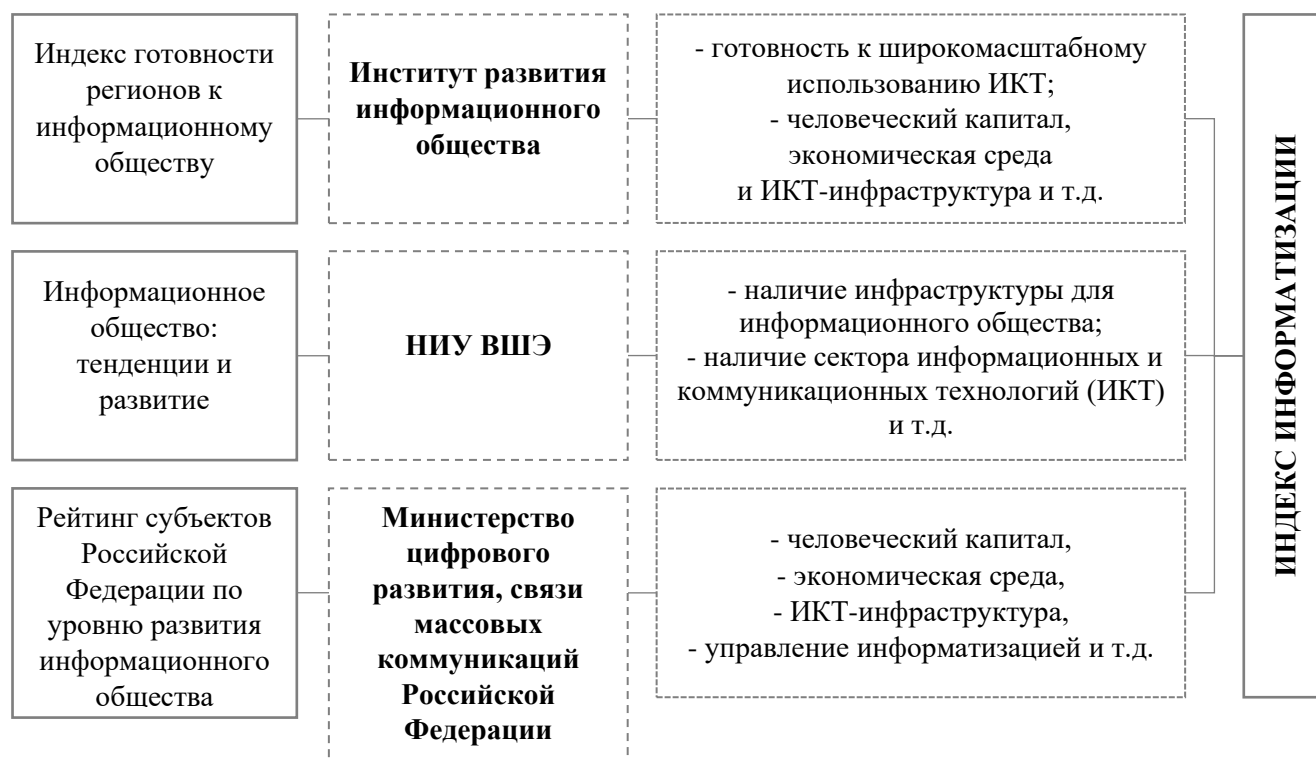 Индекс готовности
регионов к
информационному
обществу
Институт развития
информационного
общества
- готовность к широкомасштабному
использованию ИКТ;
- человеческий капитал,
экономическая среда
и ИКТ-инфраструктура и т.д.
Информационное
общество:
тенденции и
развитие
НИУ ВШЭ
- наличие инфраструктуры для
информационного общества;
- наличие сектора информационных и
коммуникационных технологий (ИКТ)
и т.д.
Рейтинг субъектов
Российской
Федерации по
уровню развития
информационного
общества
Министерство
цифрового
развития, связи
массовых
коммуникаций
Российской
Федерации
- человеческий капитал,
- экономическая среда,
- ИКТ-инфраструктура,
- управление информатизацией и т.д.
ИНДЕКС ИНФОРМАТИЗАЦИИ